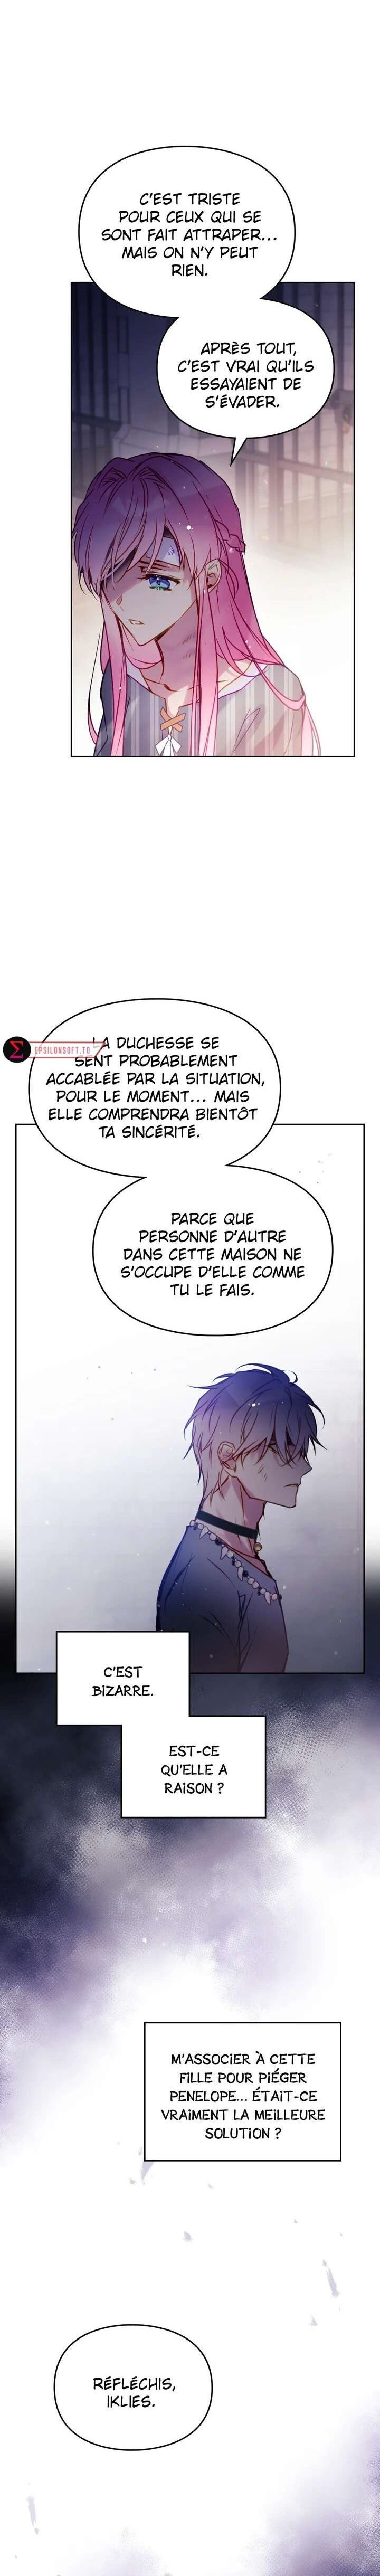 C'EST TRISTE
POUR CEUX QUI SE
SONT FAIT ATTRAPER...
MAIS ON N'Y PEUT
RIEN.
APRÈS TOUT,
C'EST VRAI QU'ILS
ESSAYAIENT DE
S'ÉVADER.
EPSILONSOFT.TO
LA DUCHESSE SE
SENT PROBABLEMENT
ACCABLÉE PAR LA SITUATION,
POUR LE MOMENT... MAIS
ELLE COMPRENDRA BIENTÔT
TA SINCÉRITÉ.
PARCE QUE
PERSONNE D'AUTRE
DANS CETTE MAISON NE
S'OCCUPE D'ELLE COMME
TU LE FAIS.
C'EST
BIZARRE.
EST-CE
QU'ELLE A
RAISON ?
M'ASSOCIER À CETTE
FILLE POUR PIÉGER
PENELOPE... ÉTAIT-CE
VRAIMENT LA MEILLEURE
SOLUTION ?
RÉFLÉCHIS,
IKLIES.